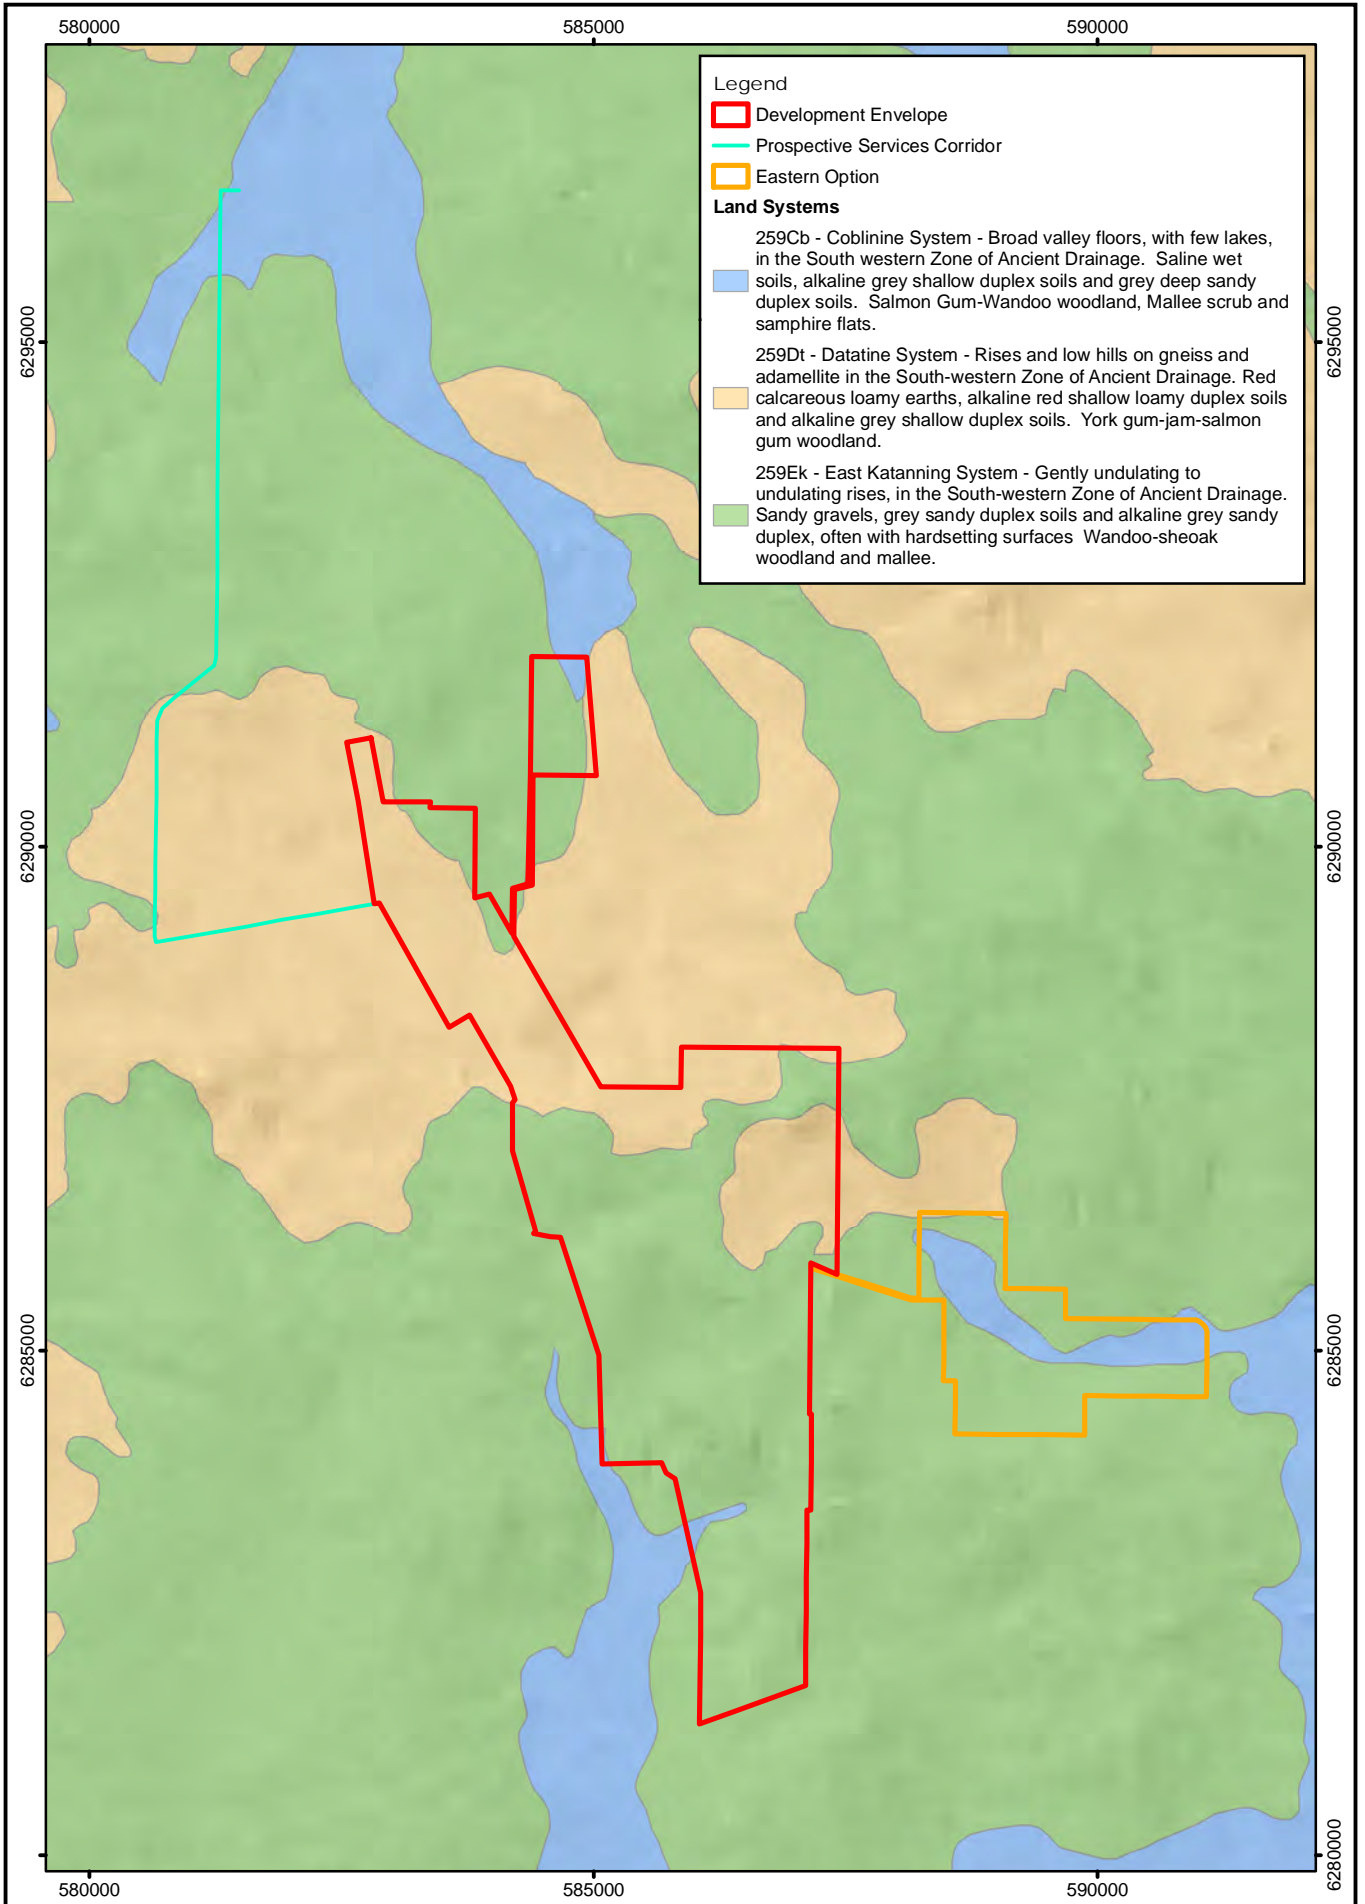 580000
585000
590000
Legend
Development Envelope
Prospective Services Corridor
Eastern Option
Land Systems
259Cb - Coblinine System - Broad valley floors, with few lakes,
in the South western Zone of Ancient Drainage.  Saline wet
soils, alkaline grey shallow duplex soils and grey deep sandy
duplex soils.  Salmon Gum-Wandoo woodland, Mallee scrub and
samphire flats.
259Dt - Datatine System - Rises and low hills on gneiss and
adamellite in the South-western Zone of Ancient Drainage. Red
calcareous loamy earths, alkaline red shallow loamy duplex soils
and alkaline grey shallow duplex soils.  York gum-jam-salmon
gum woodland.
259Ek - East Katanning System - Gently undulating to
undulating rises, in the South-western Zone of Ancient Drainage.
Sandy gravels, grey sandy duplex soils and alkaline grey sandy
duplex, often with hardsetting surfaces  Wandoo-sheoak
woodland and mallee.
6295000
6295000
6290000
6290000
6285000
6285000
6280000
580000
585000
590000